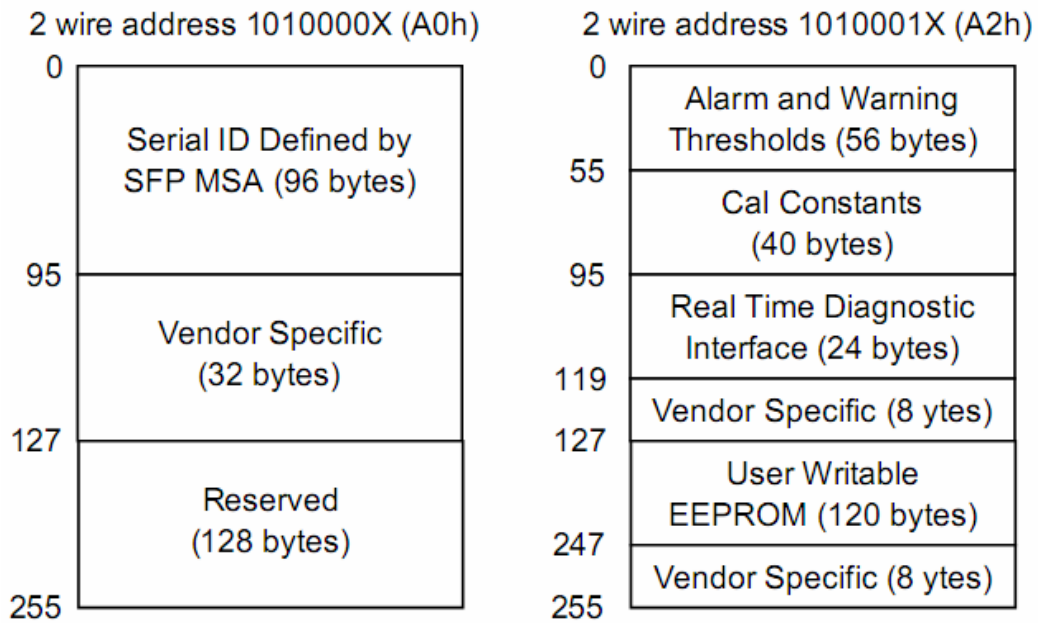 2 wire address 1010000X (A0h)
0
Serial ID Defined by
SFP MSA (96 bytes)
95
Vendor Specific
(32 bytes)
127
Reserved
(128 bytes)
255
2 wire address 1010001X (A2h)
0
Alarm and Warning
Thresholds (56 bytes)
55
Cal Constants
(40 bytes)
95
Real Time Diagnostic
Interface (24 bytes)
119
Vendor Specific (8 ytes)
127
User Writable
EEPROM (120 bytes)
247
Vendor Specific (8 ytes)
255